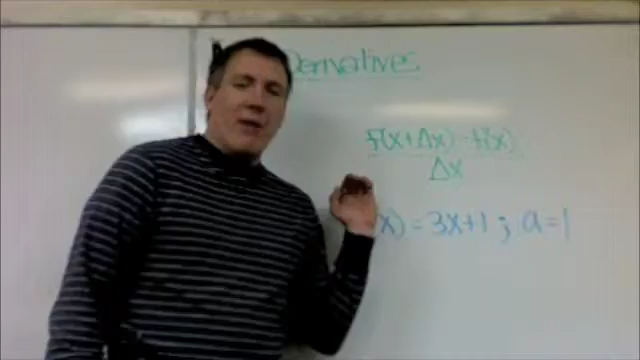 Derivatives
f(x+Δx)-f(x)
Δx
x) = 3x+1 ; a=1